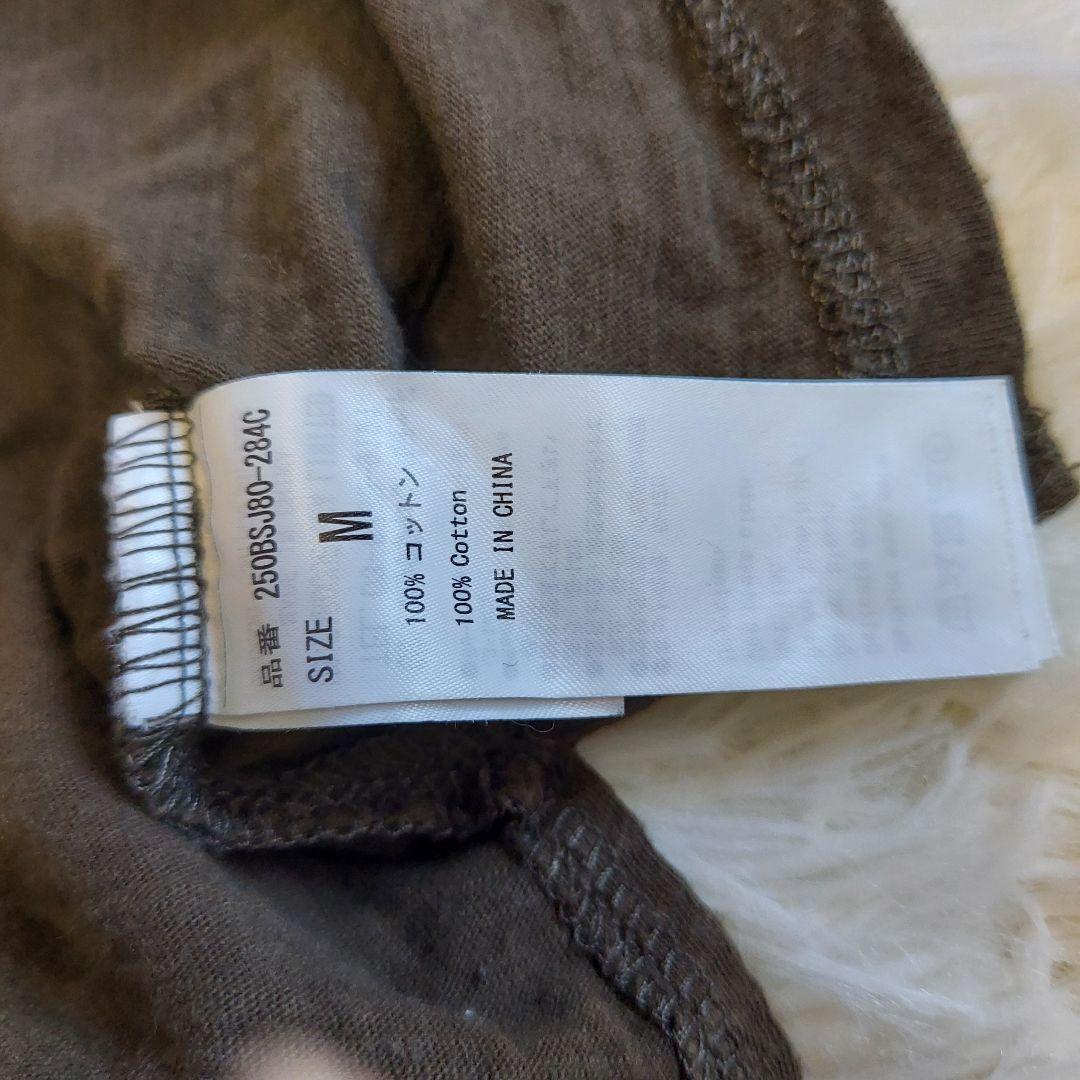 品番 250BSJ80-284C
SIZE
M
100% コットン
100% Cotton
MADE IN CHINA